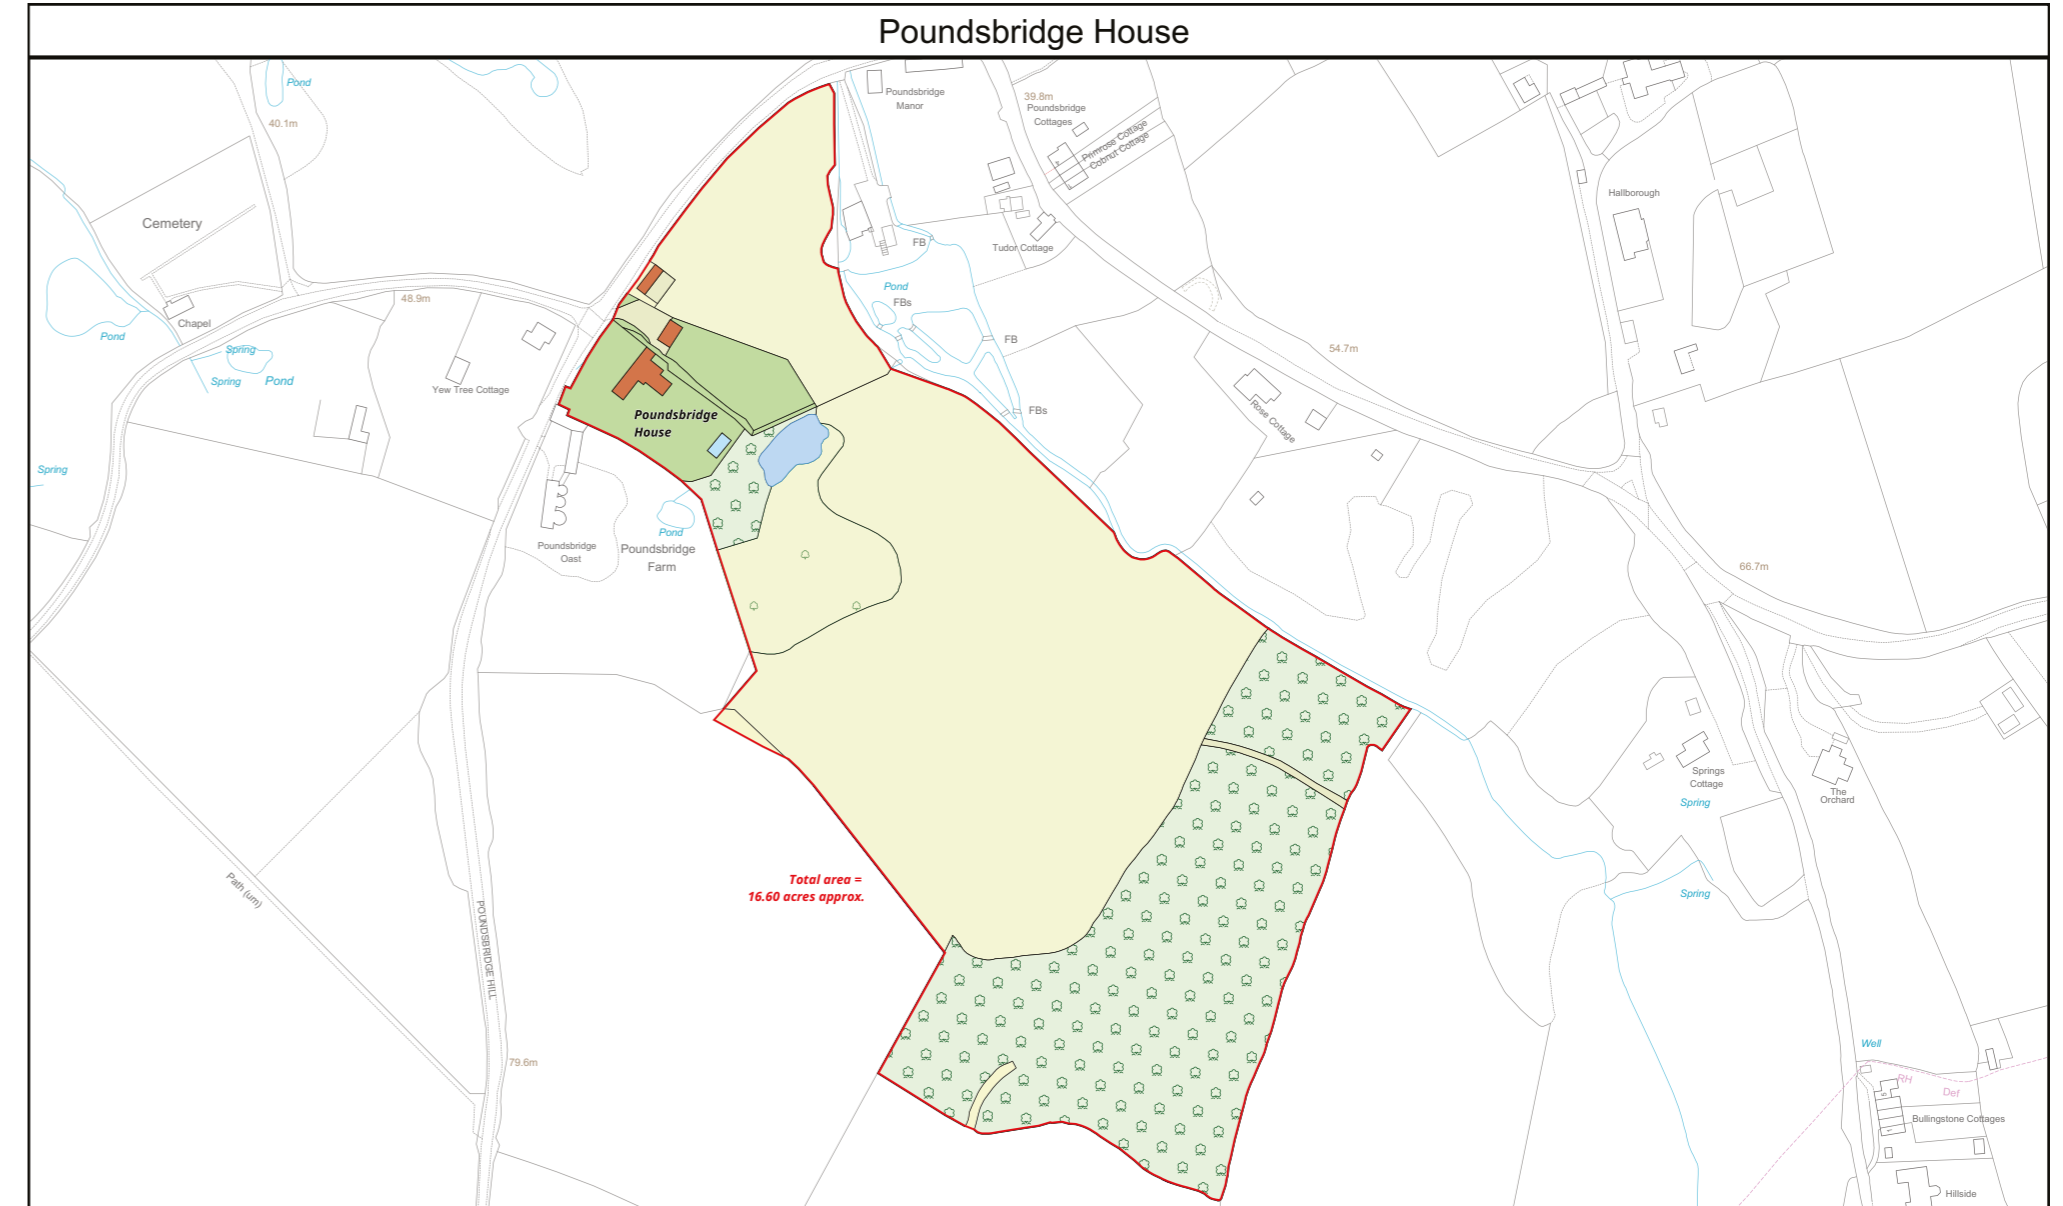 Poundsbridge House
Pond
40.1m
Cemetery
Pond
Chapel
48.9m
Spring
Spring
Pond
Spring
Yew Tree Cottage
Poundsbridge
Manor
39.8m
Poundsbridge
Cottages
Primrose Cottage
Cobnut Cottage
FB
Tudor Cottage
Pond
FBs
FB
FBs
54.7m
Rose Cottage
Hallborough
66.7m
Poundsbridge
House
Pond
Poundsbridge
Farm
Poundsbridge
Oast
Total area =
16.60 acres approx.
Path (um)
POUNDSBRIDGE HILL
79.6m
Springs
Cottage
Spring
The
Orchard
Spring
Well
RH
Def
Bullingstone Cottages
Hillside